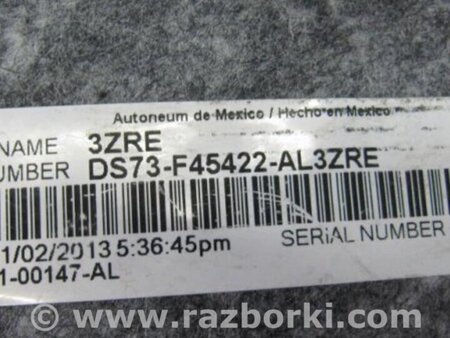 Autoneum de Mexico / Hecho en Mexico
NAME 3ZRE
UMBER DS73-F45422-AL3ZRE
1/02/2013 5:36:45pm
SERIAL NUMBER
1-00147-AL
www.razborki.com